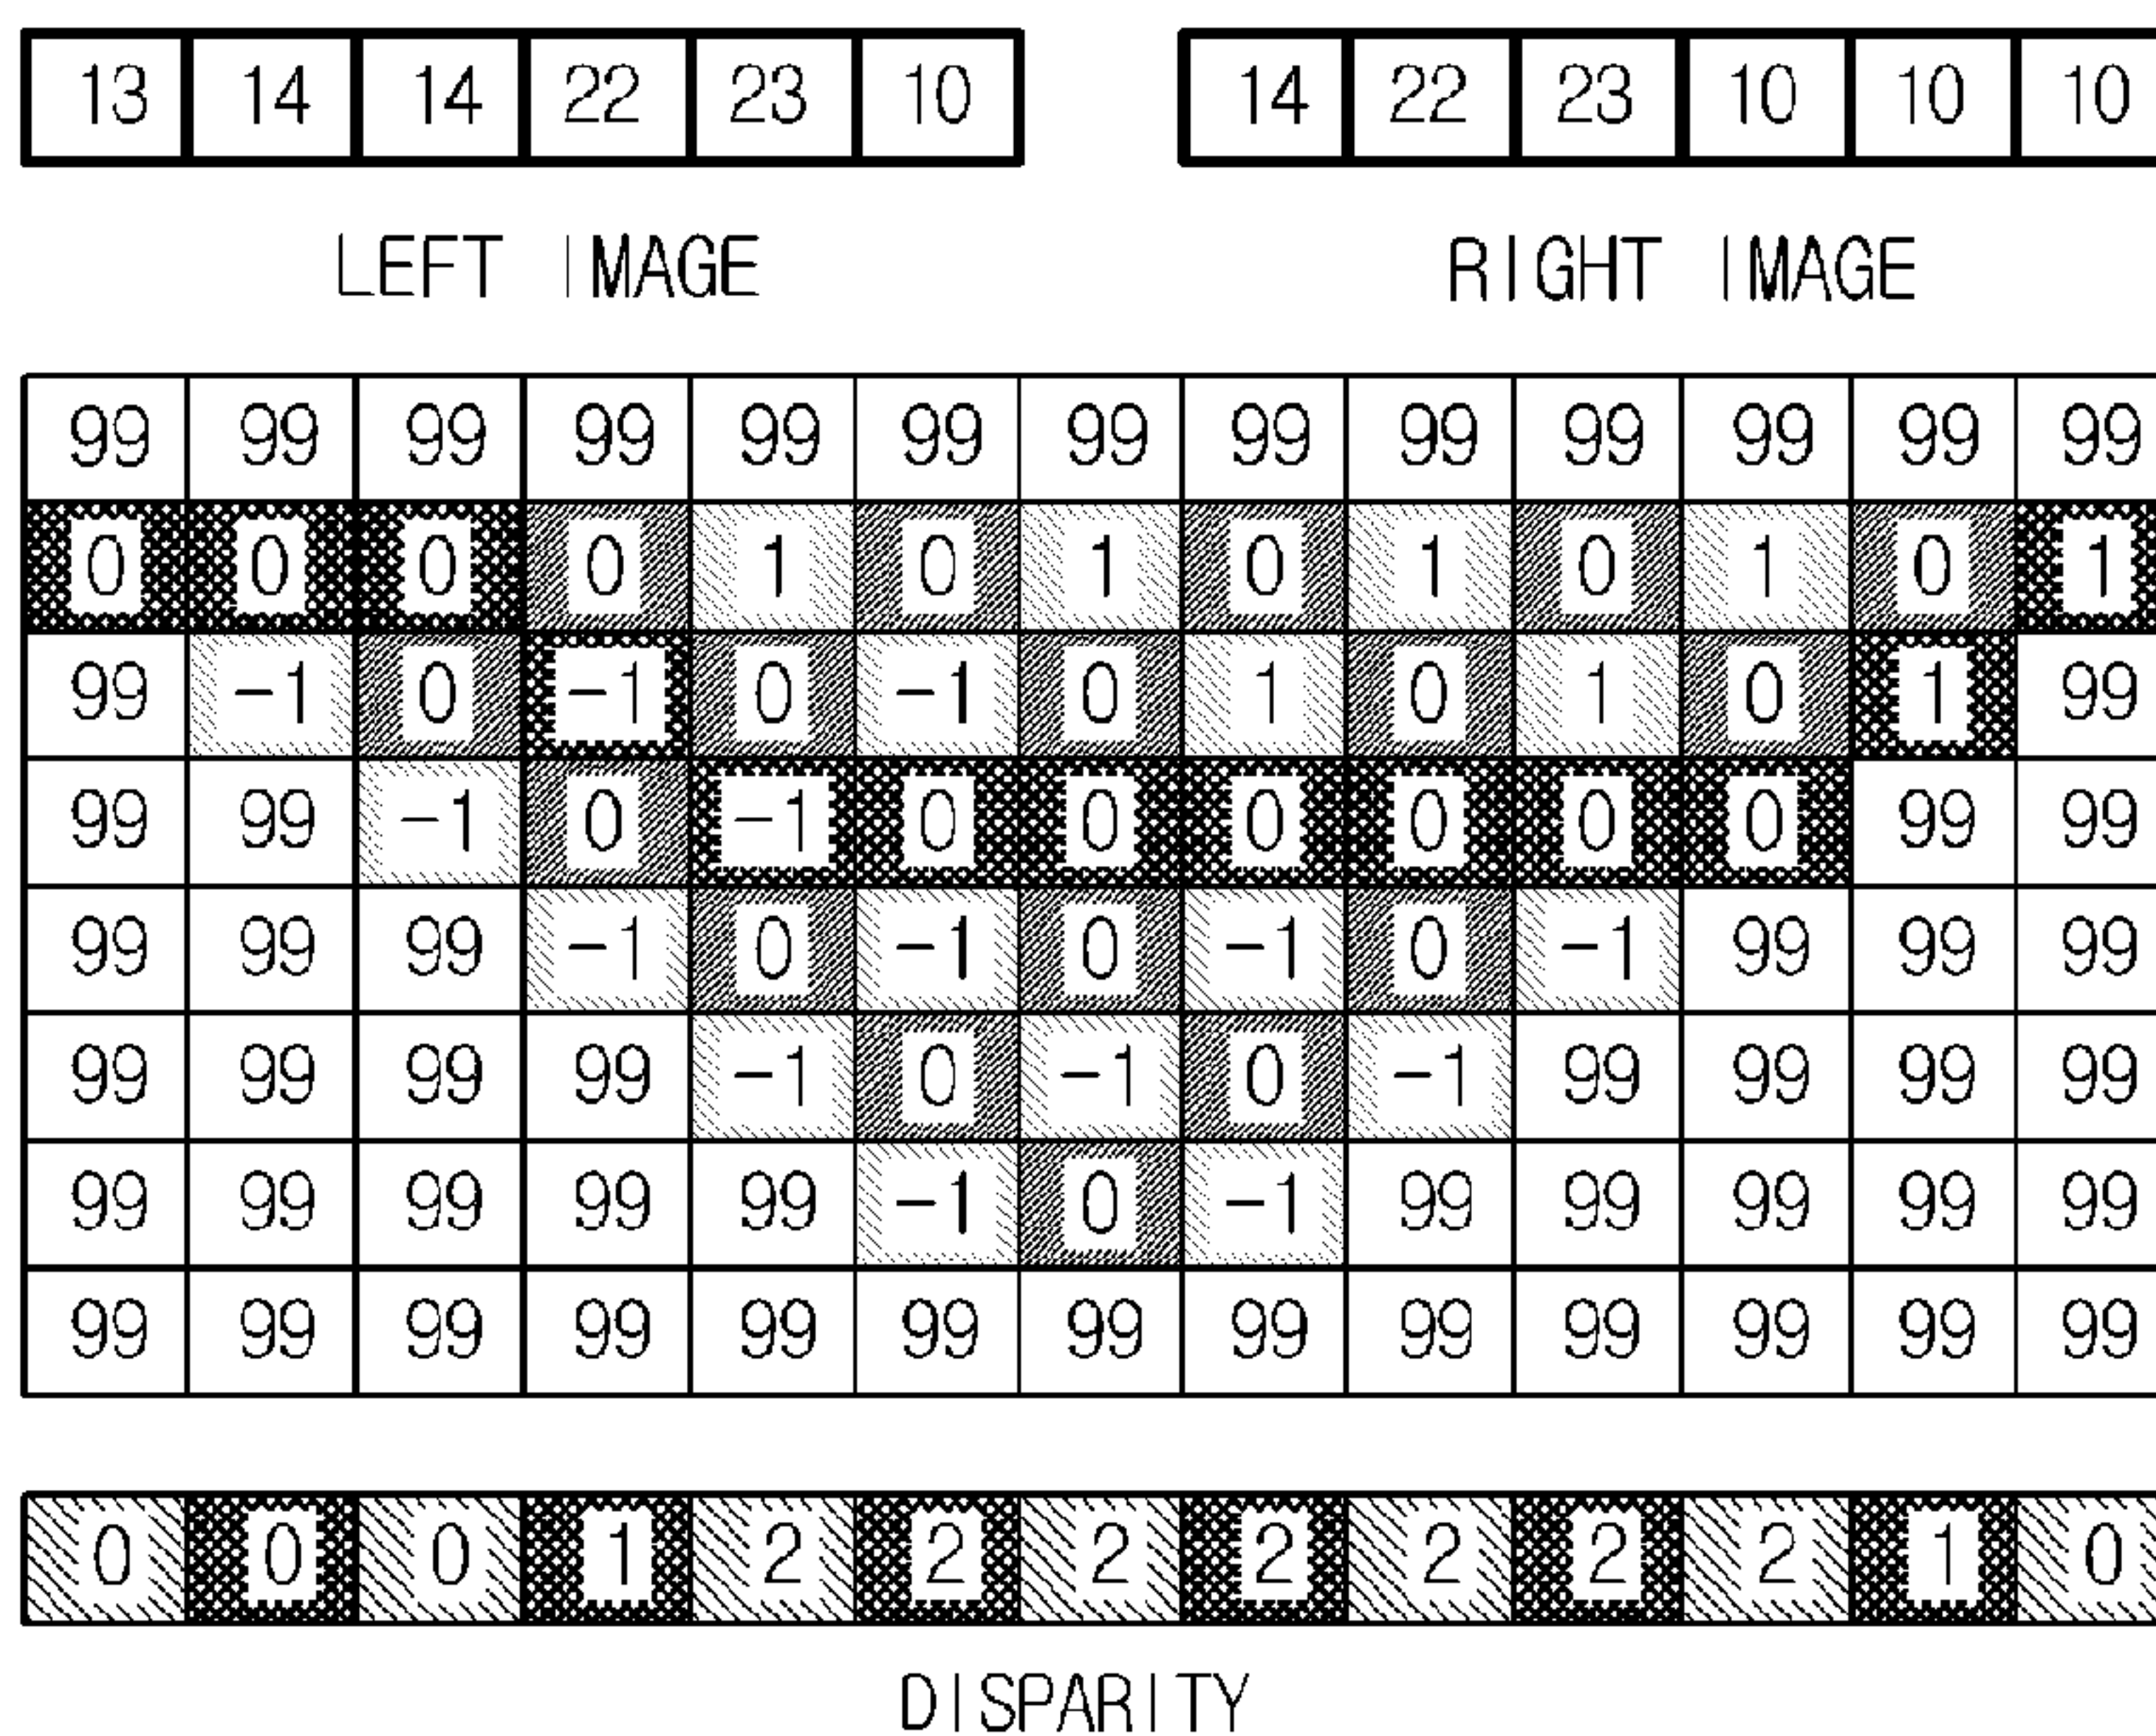 13 14 14 22 23 10 14 22 23 10 10 10
LEFT IMAGE RIGHT IMAGE
99 99 99 99 99 99 99 99 99 99 99 99 99
0 0 0 0 1 0 1 0 1 0 1 0 1
99 -1 0 -1 0 -1 0 1 0 1 0 1 99
99 99 -1 0 -1 0 0 0 0 0 0 99 99
99 99 99 -1 0 -1 0 -1 0 -1 99 99 99
99 99 99 99 -1 0 -1 0 -1 99 99 99 99
99 99 99 99 99 -1 0 -1 99 99 99 99 99
99 99 99 99 99 99 99 99 99 99 99 99 99
0 0 0 1 2 2 2 2 2 2 2 1 0
DISPARITY